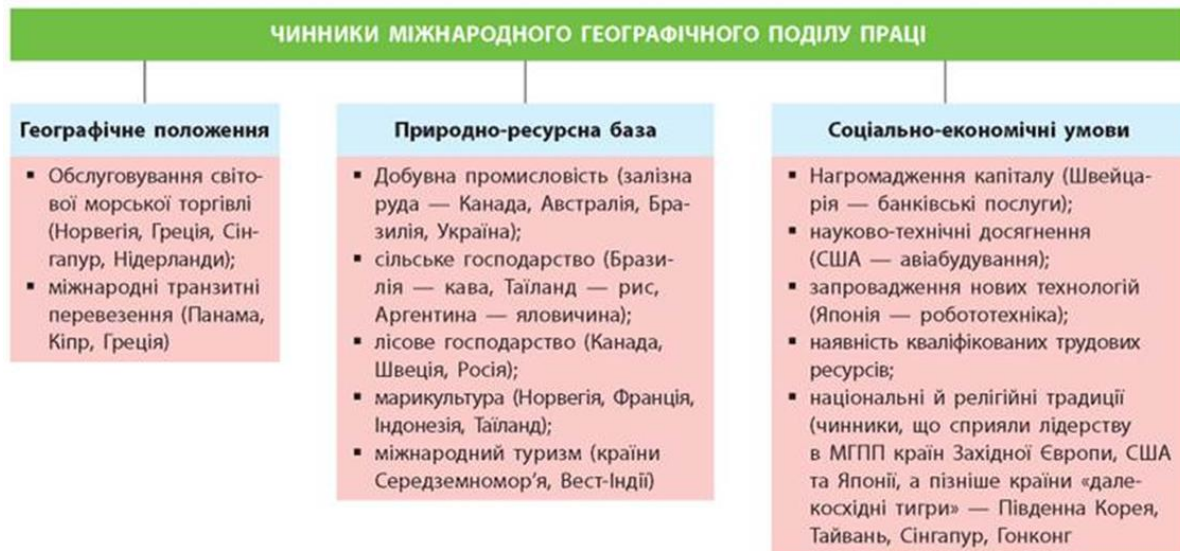 ЧИННИКИ МІЖНАРОДНОГО ГЕОГРАФІЧНОГО ПОДІЛУ ПРАЦІ
Географічне положення
▪ Обслуговування світо-
вої морської торгівлі
(Норвегія, Греція, Сін-
гапур, Нідерланди);
▪ міжнародні транзитні
перевезення (Панама,
Кіпр, Греція)
Природно-ресурсна база
▪ Добувна промисловість (залізна
руда — Канада, Австралія, Бра-
зилія, Україна);
▪ сільське господарство (Брази-
лія — кава, Таїланд — рис,
Аргентина — яловичина);
▪ лісове господарство (Канада,
Швеція, Росія);
▪ марикультура (Норвегія, Франція,
Індонезія, Таїланд);
▪ міжнародний туризм (країни
Середземномор’я, Вест-Індії)
Соціально-економічні умови
▪ Нагромадження капіталу (Швейца-
рія — банківські послуги);
▪ науково-технічні досягнення
(США — авіабудування);
▪ запровадження нових технологій
(Японія — робототехніка);
▪ наявність кваліфікованих трудових
ресурсів;
▪ національні й релігійні традиції
(чинники, що сприяли лідерству
в МГПП країн Західної Європи, США
та Японії, а пізніше країни «дале-
косхідні тигри» — Південна Корея,
Тайвань, Сінгапур, Гонконг